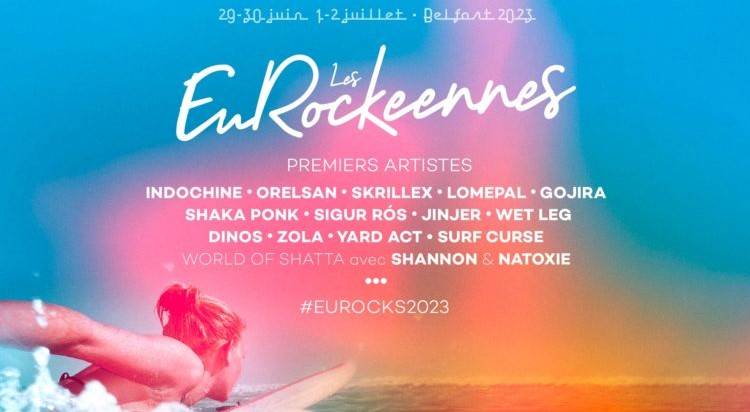 29-30 juin 1-2 juillet • Belfort 2023
Les
EuRockeennes
PREMIERS ARTISTES
INDOCHINE • ORELSAN • SKRILLEX • LOMEPAL • GOJIRA
SHAKA PONK • SIGUR RÓS • JINJER • WET LEG
DINOS • ZOLA • YARD ACT • SURF CURSE
WORLD OF SHATTA avec SHANNON & NATOXIE
•••
#EUROCKS2023